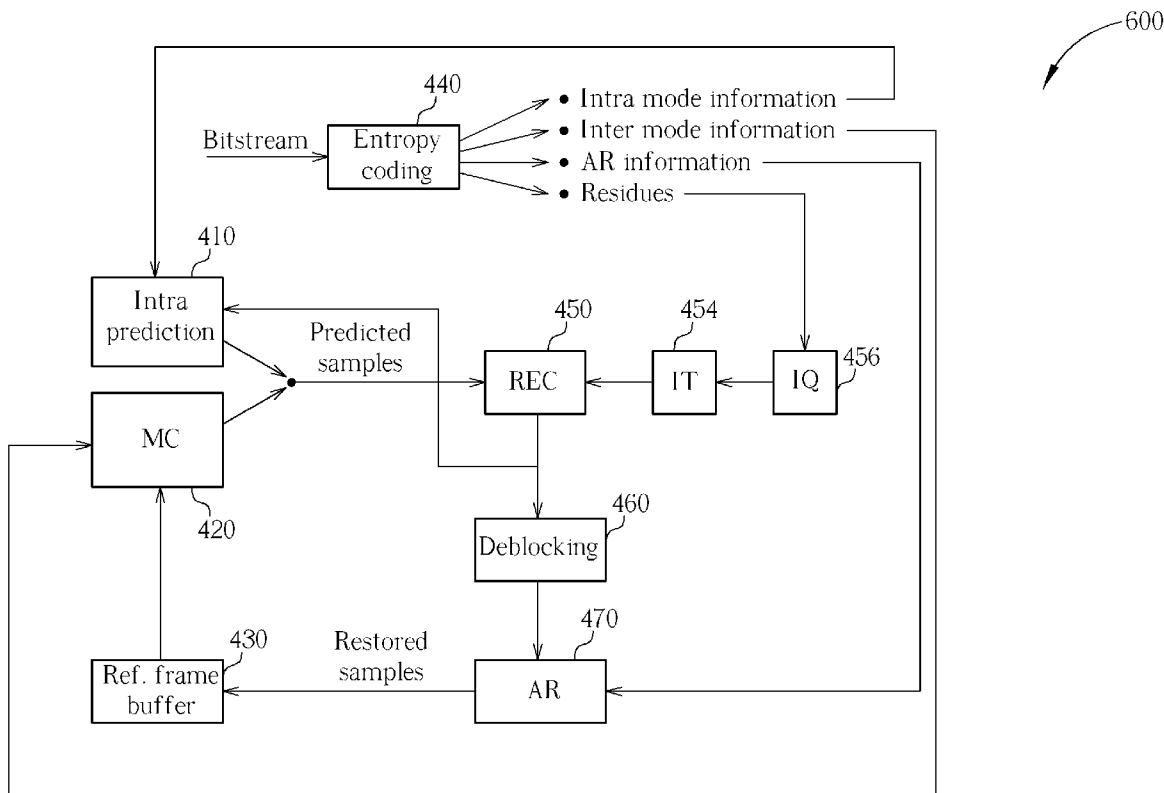 600
440
Bitstream
Entropy
coding
• Intra mode information
• Inter mode information
• AR information
• Residues
410
Intra
prediction
Predicted
samples
450
REC
454
IT
IQ
456
MC
420
460
Deblocking
430
Ref. frame
buffer
Restored
samples
470
AR